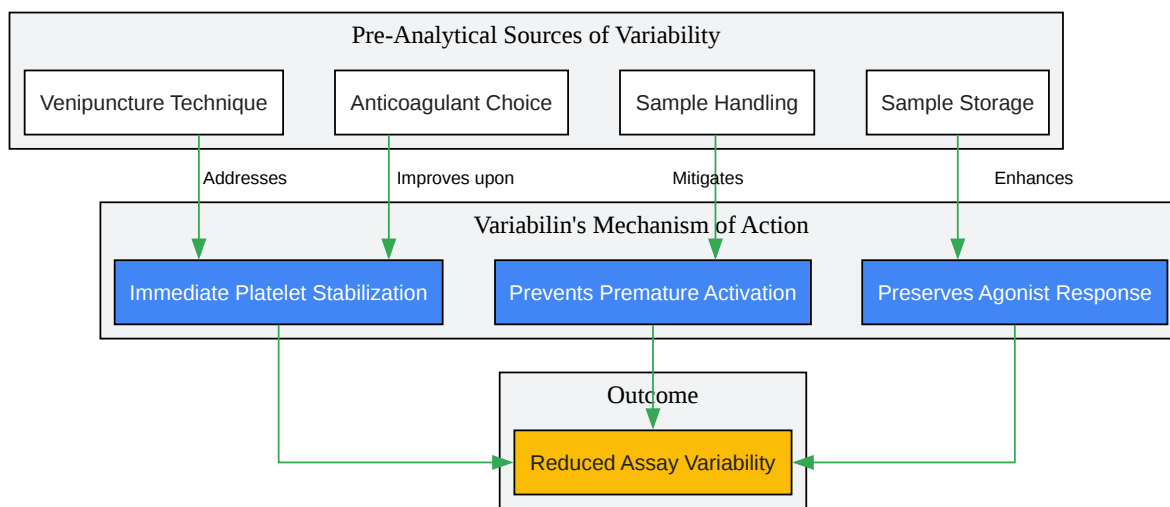 Pre-Analytical Sources of Variability
Venipuncture Technique
Anticoagulant Choice
Sample Handling
Sample Storage
Addresses
Improves upon
Mitigates
Enhances
Variabilin's Mechanism of Action
Immediate Platelet Stabilization
Prevents Premature Activation
Preserves Agonist Response
Outcome
Reduced Assay Variability